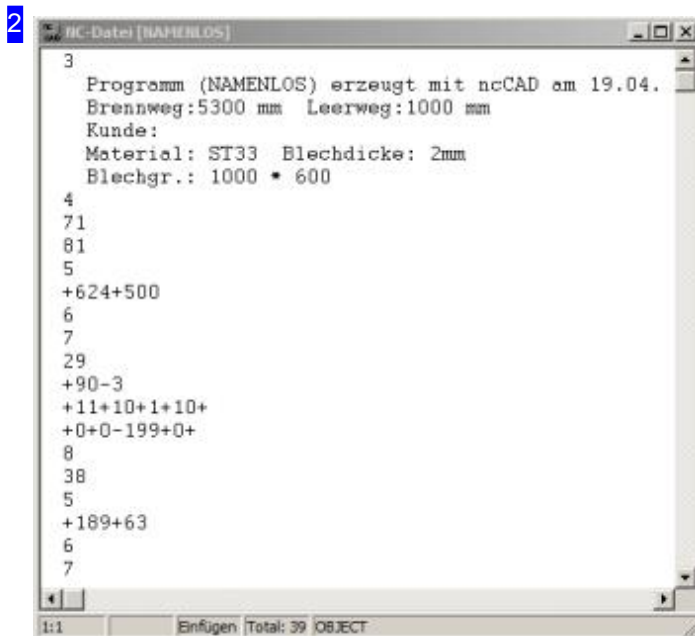 2
NC-Datei [NAMENLOS]
3
Programm (NAMENLOS) erzeugt mit ncCAD am 19.04.
Brennweg:5300 mm Leerweg:1000 mm
Kunde:
Material: ST33 Blechdicke: 2mm
Blechgr.: 1000 * 600
4
71
81
5
+624+500
6
7
29
+90-3
+11+10+1+10+
+0+0-199+0+
8
38
5
+189+63
6
7
1:1 Einfügen Total: 39 OBJECT